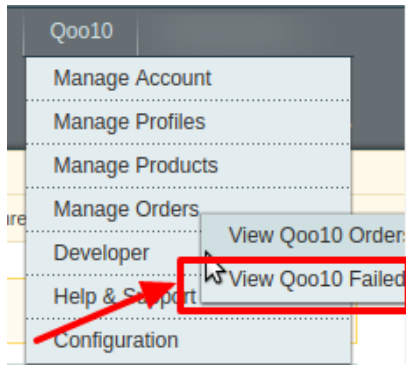 Qoo10
Manage Account
Manage Profiles
Manage Products
Manage Orders
View Qoo10 Orders
Developer
View Qoo10 Failed
Help & Support
Configuration